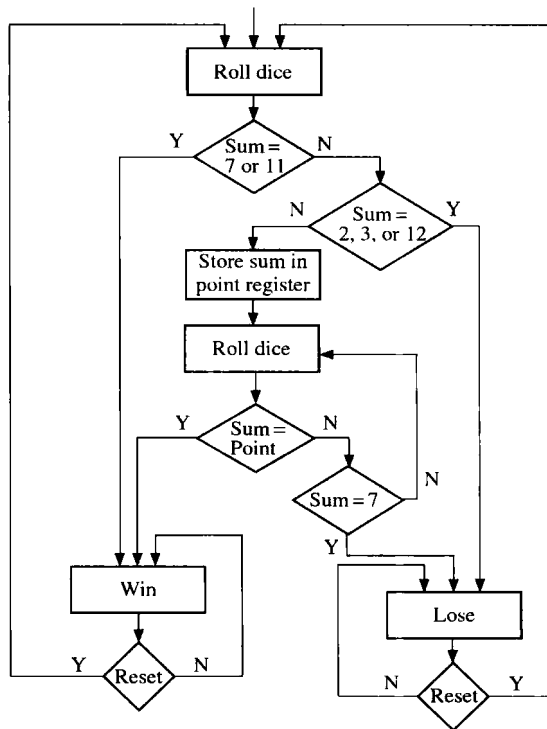 Roll dice
Y
Sum =
7 or 11
N
N
Sum =
2, 3, or 12
Y
Store sum in
point register
Roll dice
Y
Sum =
Point
N
Sum = 7
N
Y
Win
Lose
Y
Reset
N
N
Reset
Y